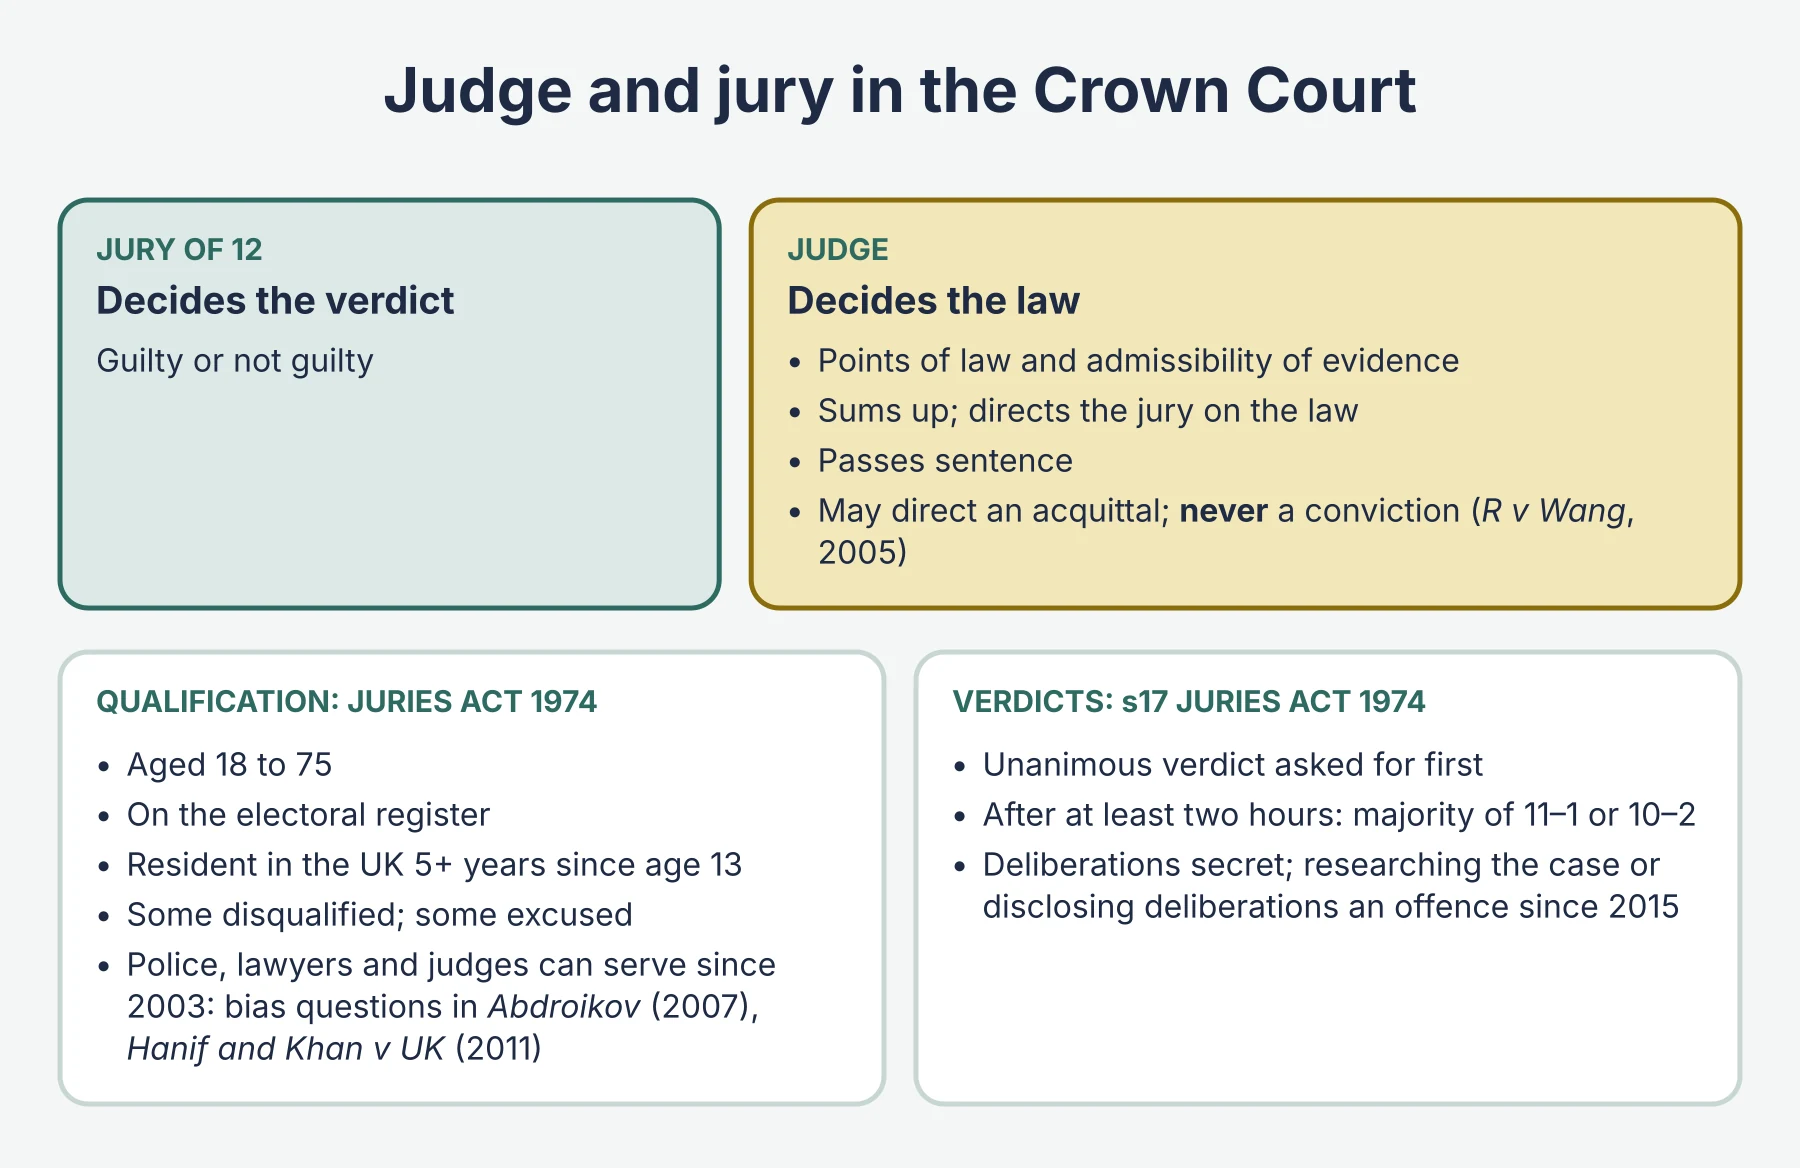 Judge and jury in the Crown Court
JURY OF 12
Decides the verdict
Guilty or not guilty
JUDGE
Decides the law
• Points of law and admissibility of evidence
• Sums up; directs the jury on the law
• Passes sentence
• May direct an acquittal; never a conviction (R v Wang,
2005)
QUALIFICATION: JURIES ACT 1974
• Aged 18 to 75
• On the electoral register
• Resident in the UK 5+ years since age 13
• Some disqualified; some excused
• Police, lawyers and judges can serve since
2003: bias questions in Abdroikov (2007),
Hanif and Khan v UK (2011)
VERDICTS: s17 JURIES ACT 1974
• Unanimous verdict asked for first
• After at least two hours: majority of 11–1 or 10–2
• Deliberations secret; researching the case or
disclosing deliberations an offence since 2015